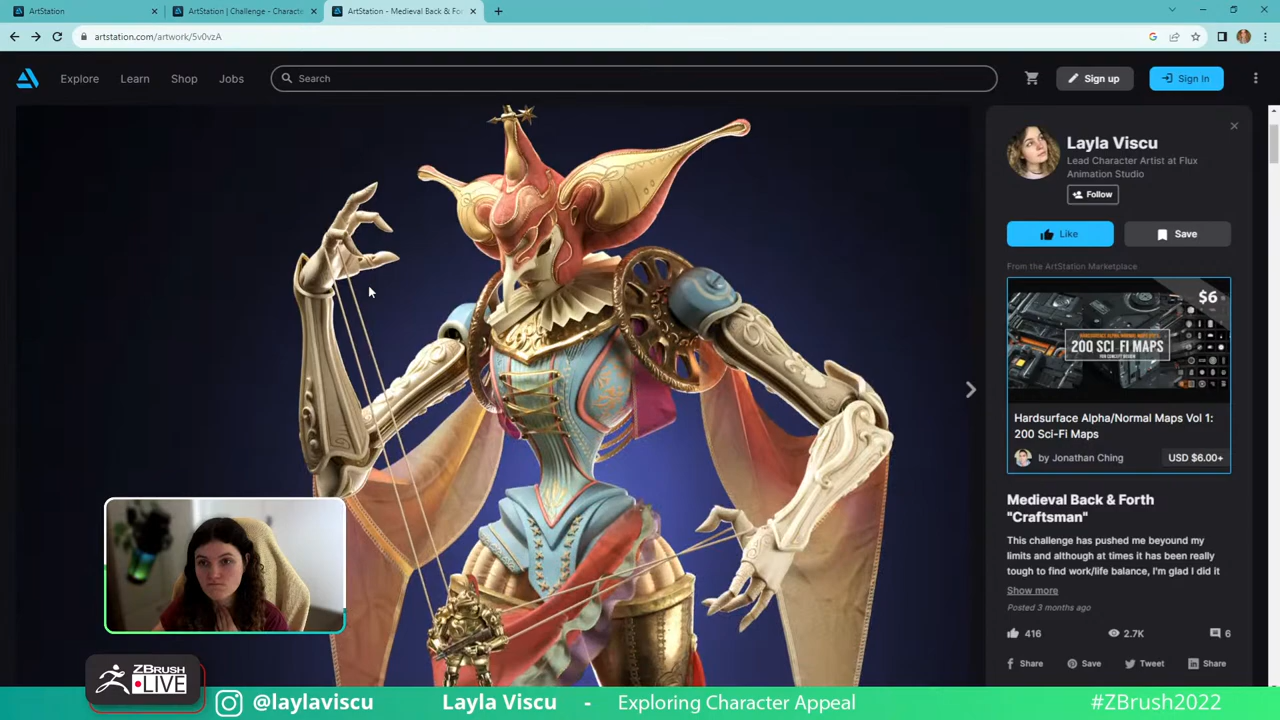 ArtStation
ArtStation | Challenge - Characte
ArtStation - Medieval Back & For
artstation.com/artwork/5v0vzA
Explore
Learn
Shop
Jobs
Search
Sign up
Sign In
Layla Viscu
Lead Character Artist at Flux
Animation Studio
Follow
Like
Save
From the ArtStation Marketplace
$6
200 SCI-FI MAPS
Hardsurface Alpha/Normal Maps Vol 1:
200 Sci-Fi Maps
by Jonathan Ching
USD $6.00+
Medieval Back & Forth
"Craftsman"
This challenge has pushed me beyound my
limits and although at times it has been really
tough to find work/life balance, I'm glad I did it
Show more
Posted 3 months ago
416
2.7K
6
Share
Save
Tweet
Share
ZBRUSH
LIVE
@laylaviscu
Layla Viscu - Exploring Character Appeal
#ZBrush2022